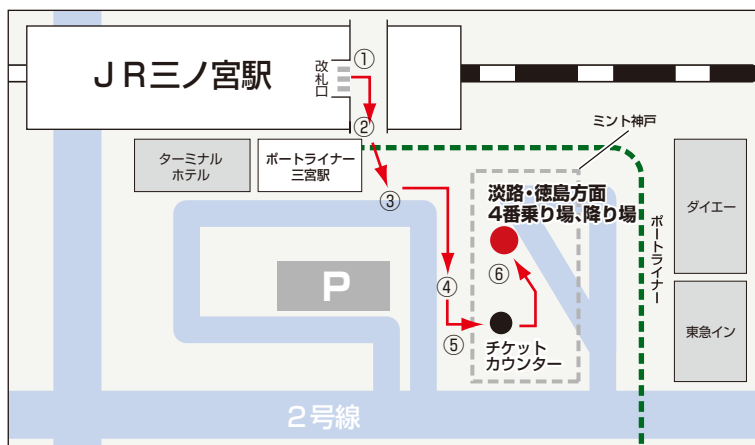 JR三ノ宮駅
改札口
①
②
ミント神戸
ターミナル
ホテル
ポートライナー
三宮駅
③
淡路・徳島方面
4番乗り場、降り場
ダイエー
ポートライナー
P
④
⑥
⑤
チケット
カウンター
東急イン
2号線